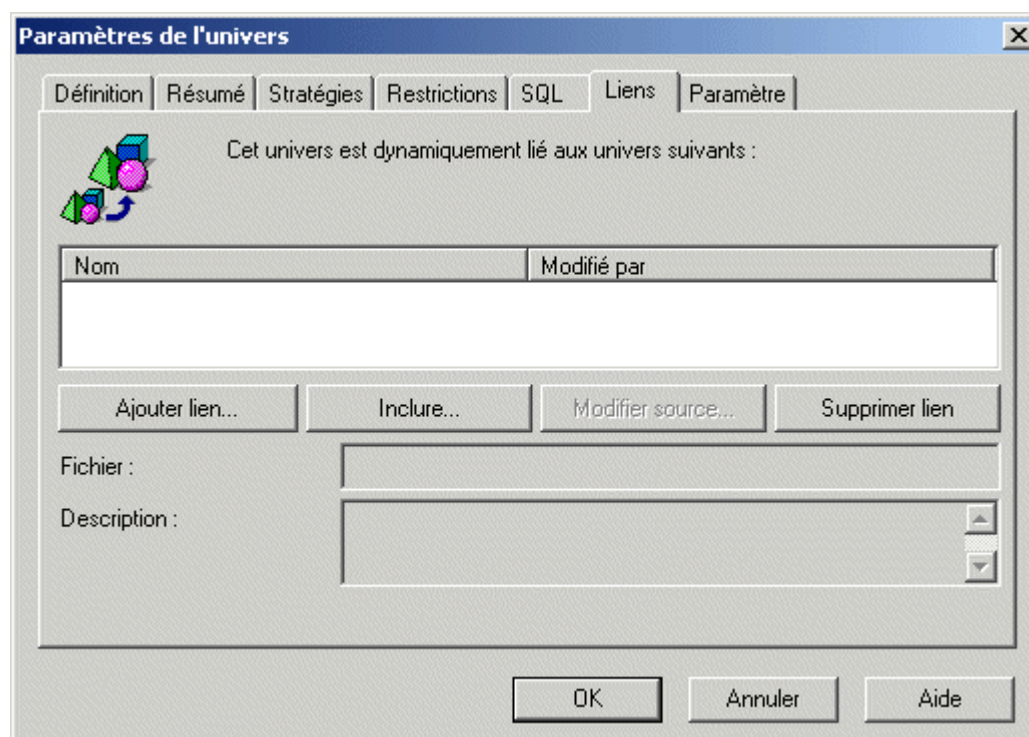 Paramètres de l'univers
Définition Résumé Stratégies Restrictions SQL Liens Paramètre
Cet univers est dynamiquement lié aux univers suivants :
Nom Modifié par
Ajouter lien... Inclure... Modifier source... Supprimer lien
Fichier :
Description :
OK Annuler Aide